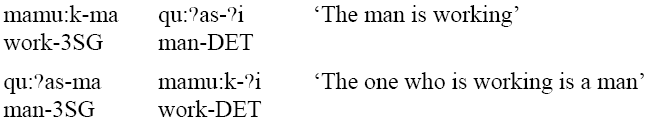 mamu:k-ma qu:ʔas-ʔi ‘The man is working’
work-3SG man-DET
qu:ʔas-ma mamu:k-ʔi ‘The one who is working is a man’
man-3SG work-DET